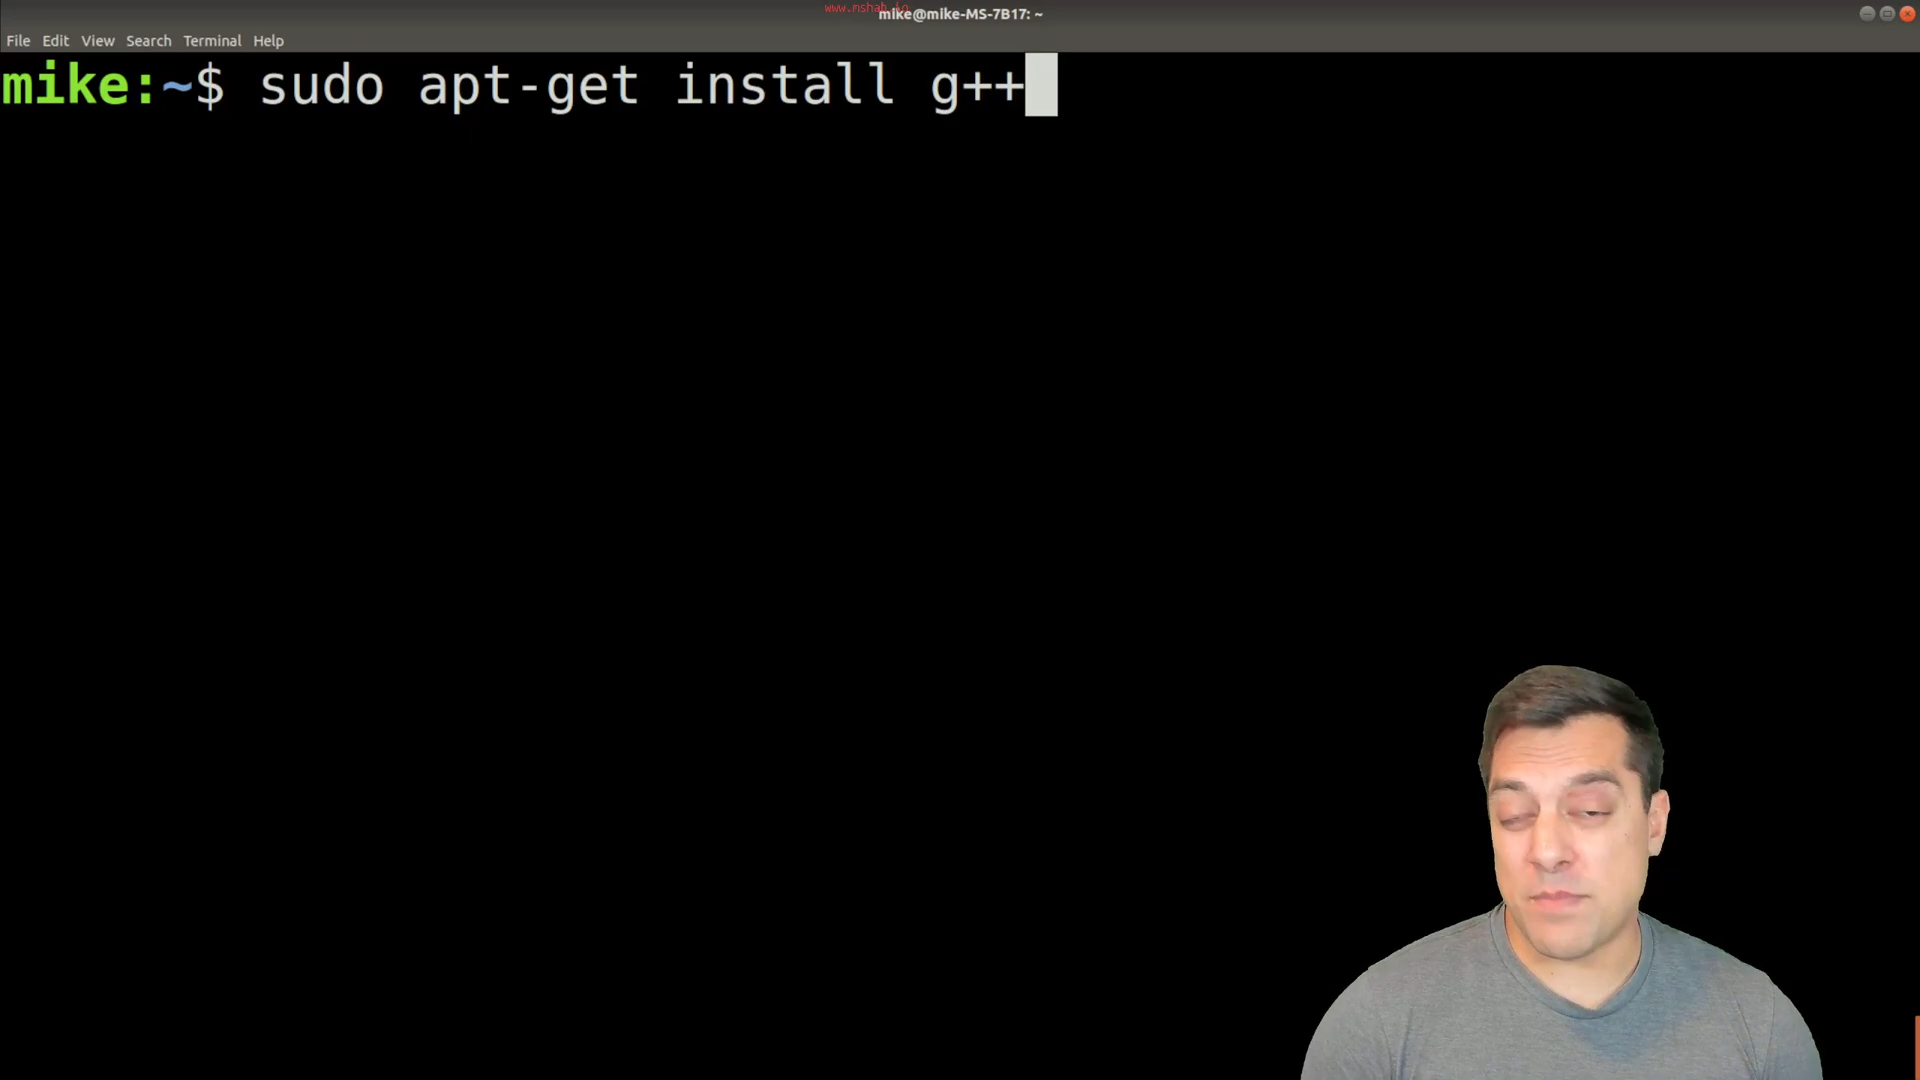 mike@mike-MS-7B17: ~
File Edit View Search Terminal Help
mike:~$ sudo apt-get install g++